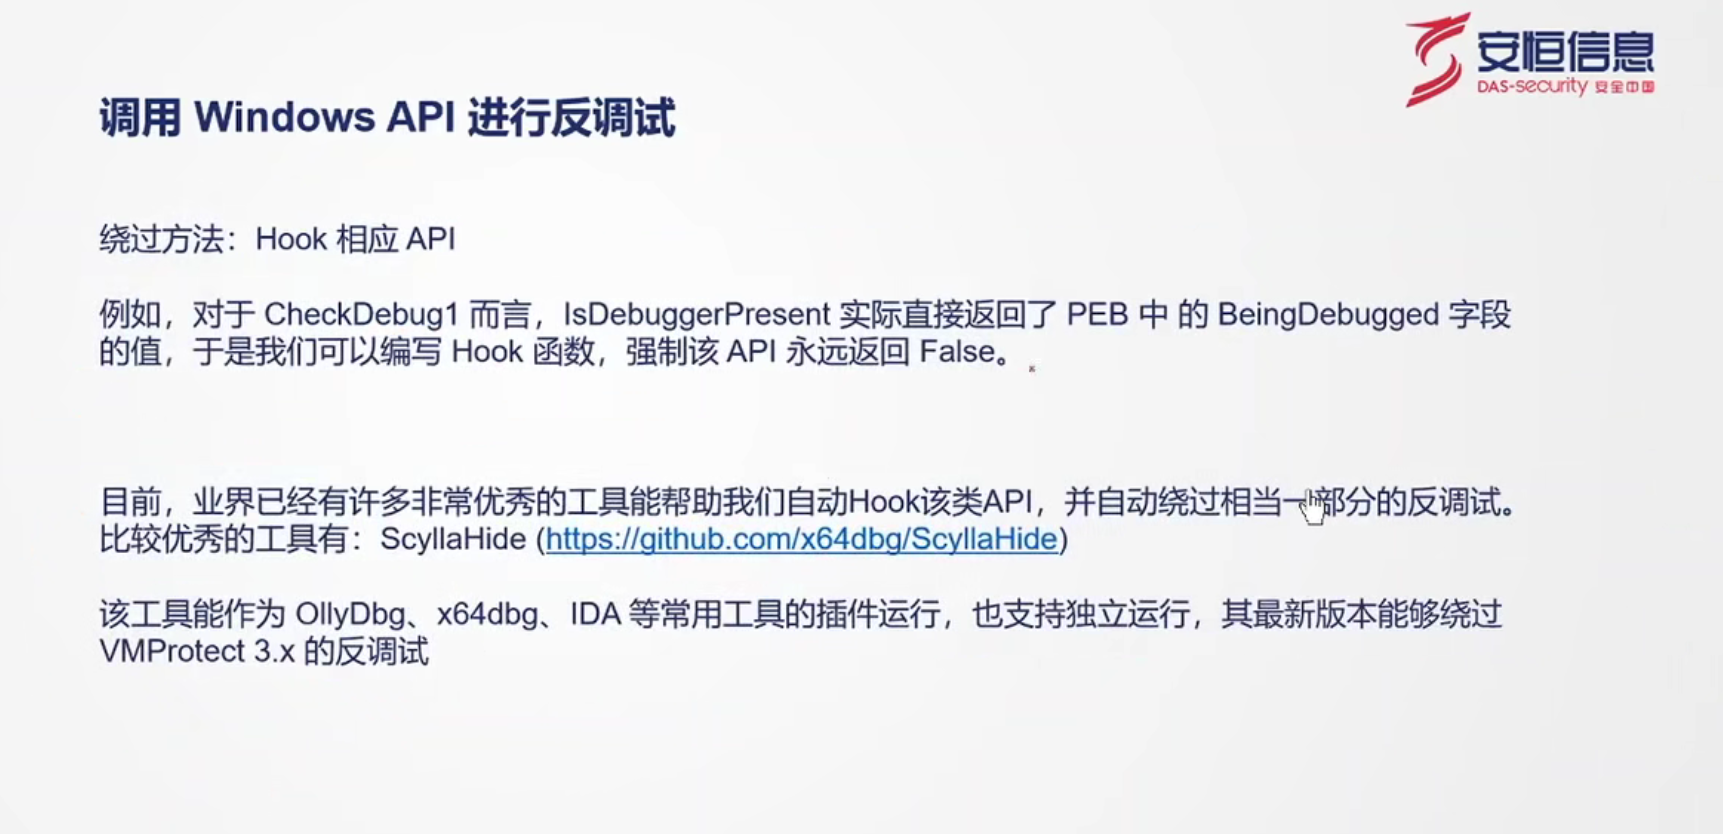 安恒信息
DAS-security 安全中国
调用 Windows API 进行反调试
绕过方法：Hook 相应 API
例如，对于 CheckDebug1 而言，IsDebuggerPresent 实际直接返回了 PEB 中 的 BeingDebugged 字段
的值，于是我们可以编写 Hook 函数，强制该 API 永远返回 False。
目前，业界已经有许多非常优秀的工具能帮助我们自动Hook该类API，并自动绕过相当一部分的反调试。
比较优秀的工具有：ScyllaHide (https://github.com/x64dbg/ScyllaHide)
该工具能作为 OllyDbg、x64dbg、IDA 等常用工具的插件运行，也支持独立运行，其最新版本能够绕过
VMProtect 3.x 的反调试